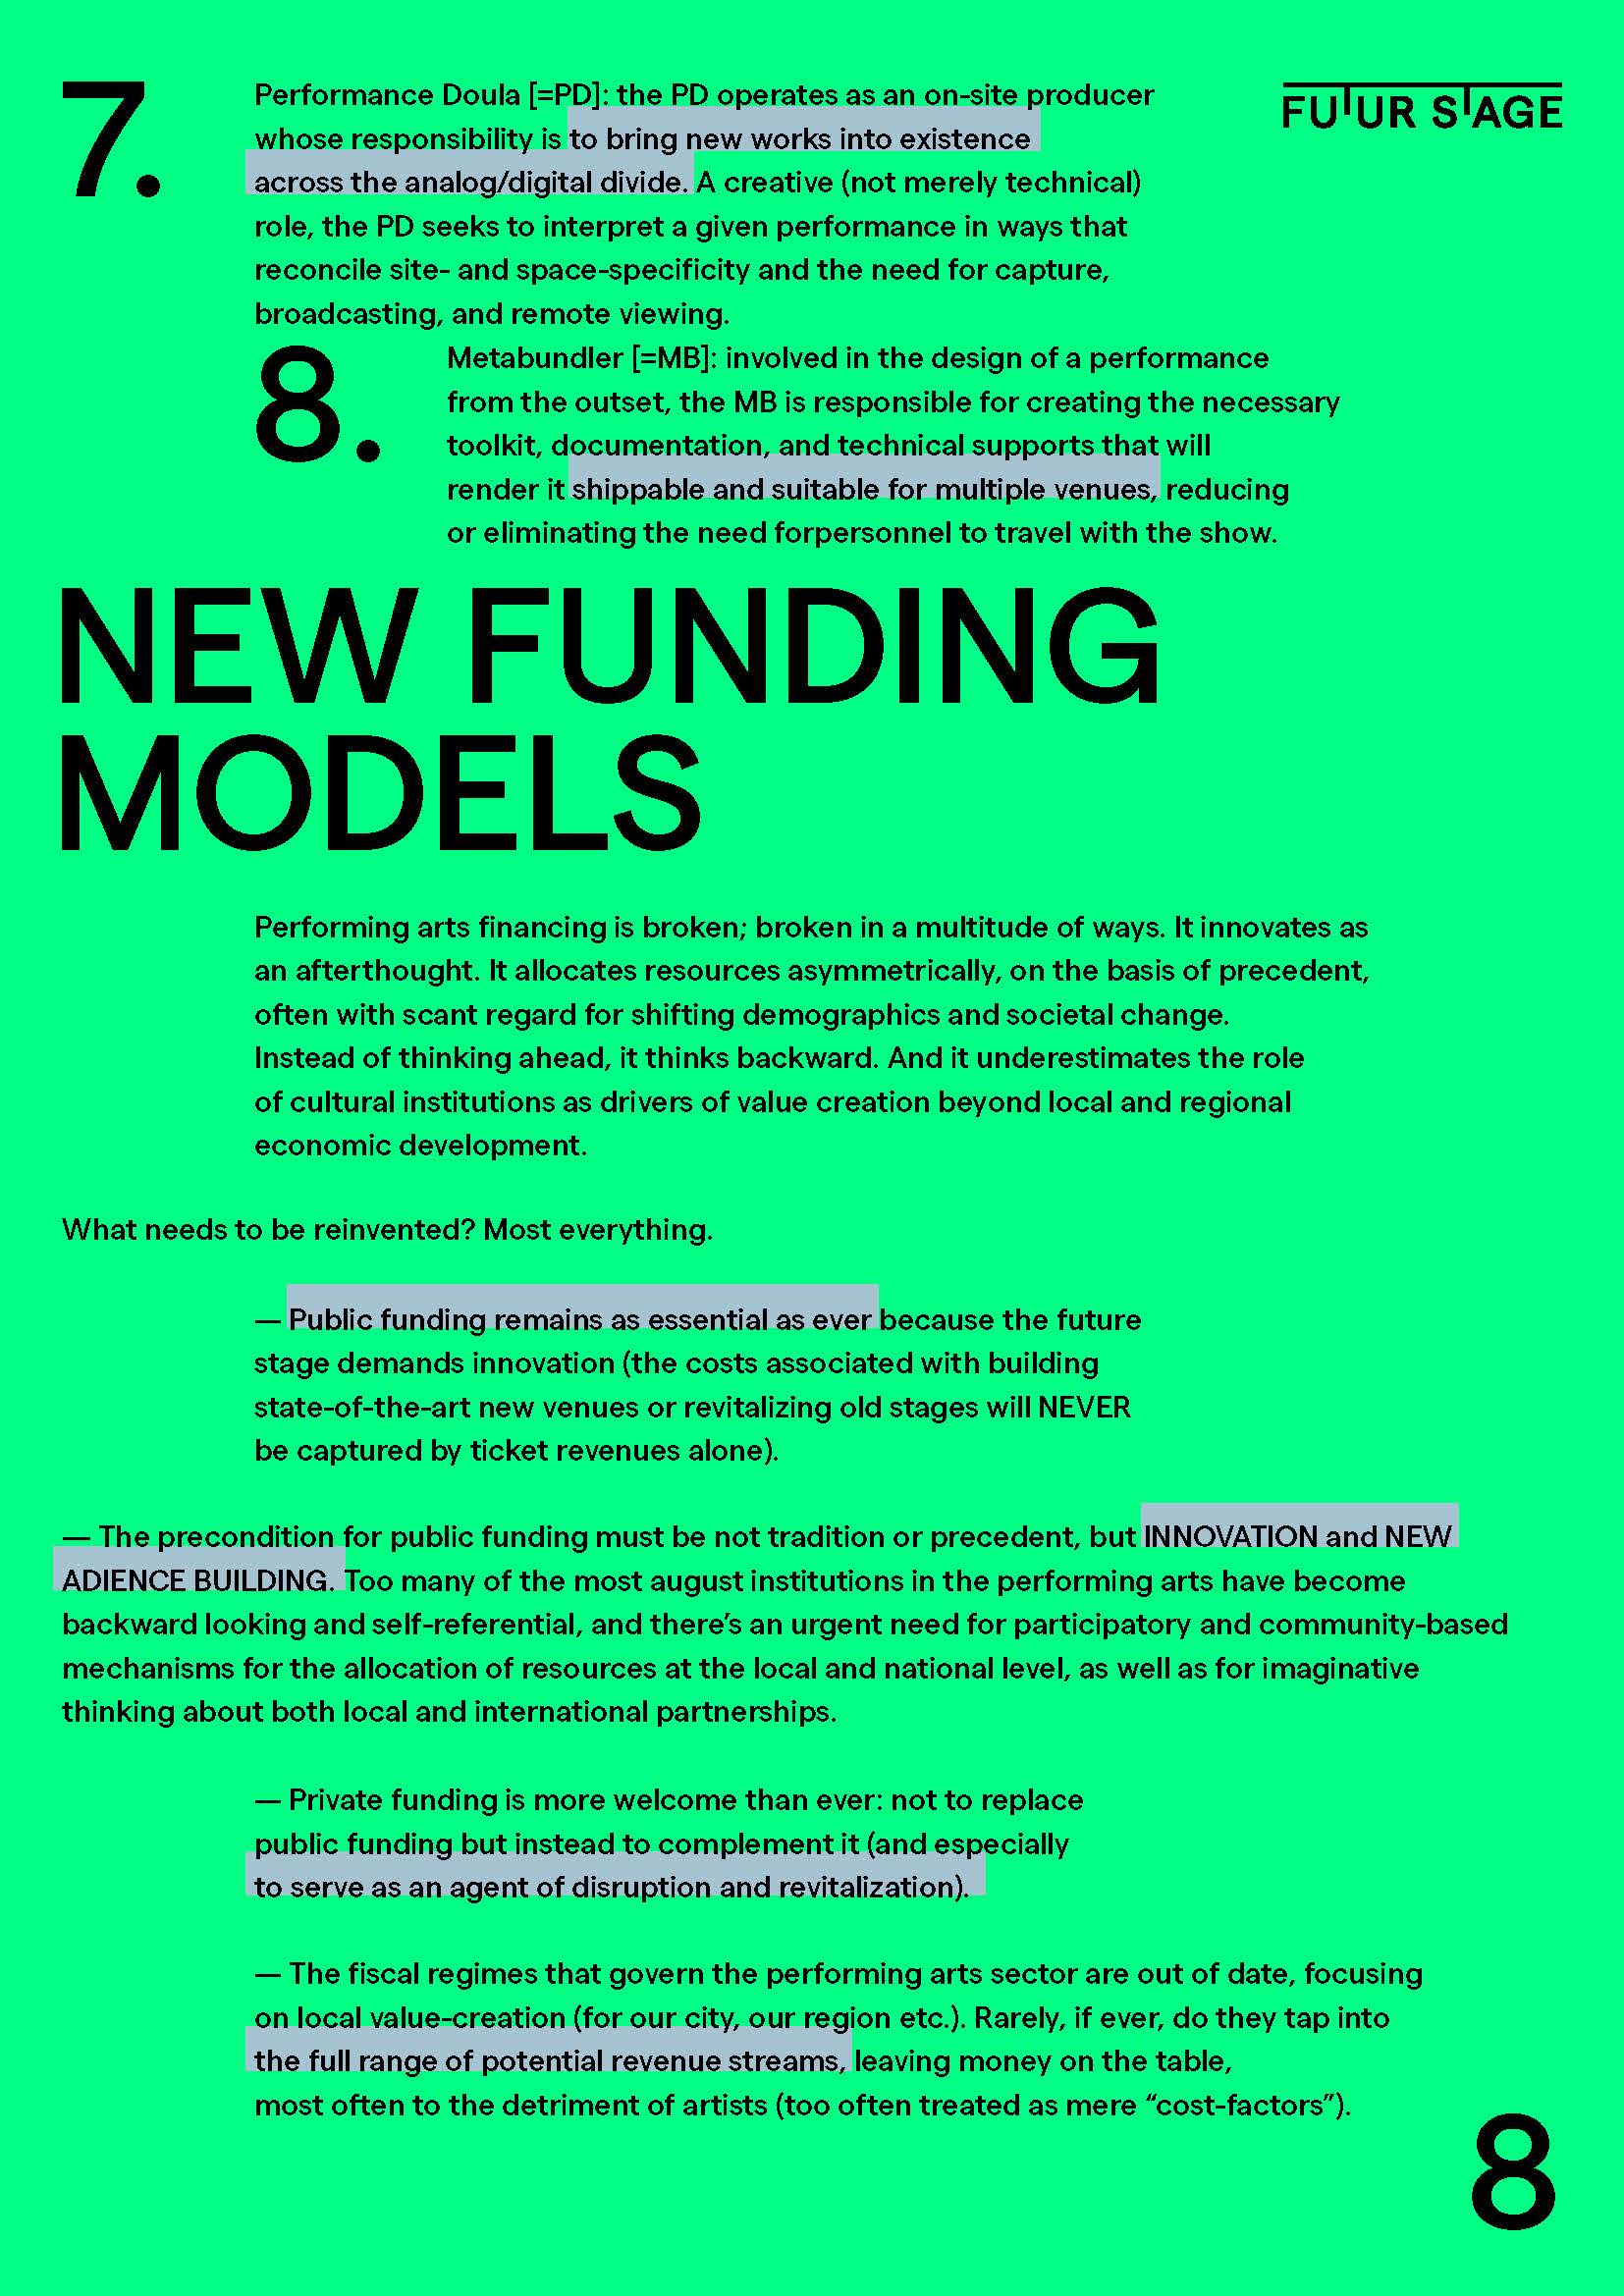 FUTUR STAGE
7.
Performance Doula [=PD]: the PD operates as an on-site producer
whose responsibility is to bring new works into existence
across the analog/digital divide. A creative (not merely technical)
role, the PD seeks to interpret a given performance in ways that
reconcile site- and space-specificity and the need for capture,
broadcasting, and remote viewing.
8.
Metabundler [=MB]: involved in the design of a performance
from the outset, the MB is responsible for creating the necessary
toolkit, documentation, and technical supports that will
render it shippable and suitable for multiple venues, reducing
or eliminating the need forpersonnel to travel with the show.
NEW FUNDING
MODELS
Performing arts financing is broken; broken in a multitude of ways. It innovates as
an afterthought. It allocates resources asymmetrically, on the basis of precedent,
often with scant regard for shifting demographics and societal change.
Instead of thinking ahead, it thinks backward. And it underestimates the role
of cultural institutions as drivers of value creation beyond local and regional
economic development.
What needs to be reinvented? Most everything.
— Public funding remains as essential as ever because the future
stage demands innovation (the costs associated with building
state-of-the-art new venues or revitalizing old stages will NEVER
be captured by ticket revenues alone).
— The precondition for public funding must be not tradition or precedent, but INNOVATION and NEW
ADIENCE BUILDING. Too many of the most august institutions in the performing arts have become
backward looking and self-referential, and there’s an urgent need for participatory and community-based
mechanisms for the allocation of resources at the local and national level, as well as for imaginative
thinking about both local and international partnerships.
— Private funding is more welcome than ever: not to replace
public funding but instead to complement it (and especially
to serve as an agent of disruption and revitalization).
— The fiscal regimes that govern the performing arts sector are out of date, focusing
on local value-creation (for our city, our region etc.). Rarely, if ever, do they tap into
the full range of potential revenue streams, leaving money on the table,
most often to the detriment of artists (too often treated as mere “cost-factors”).
8